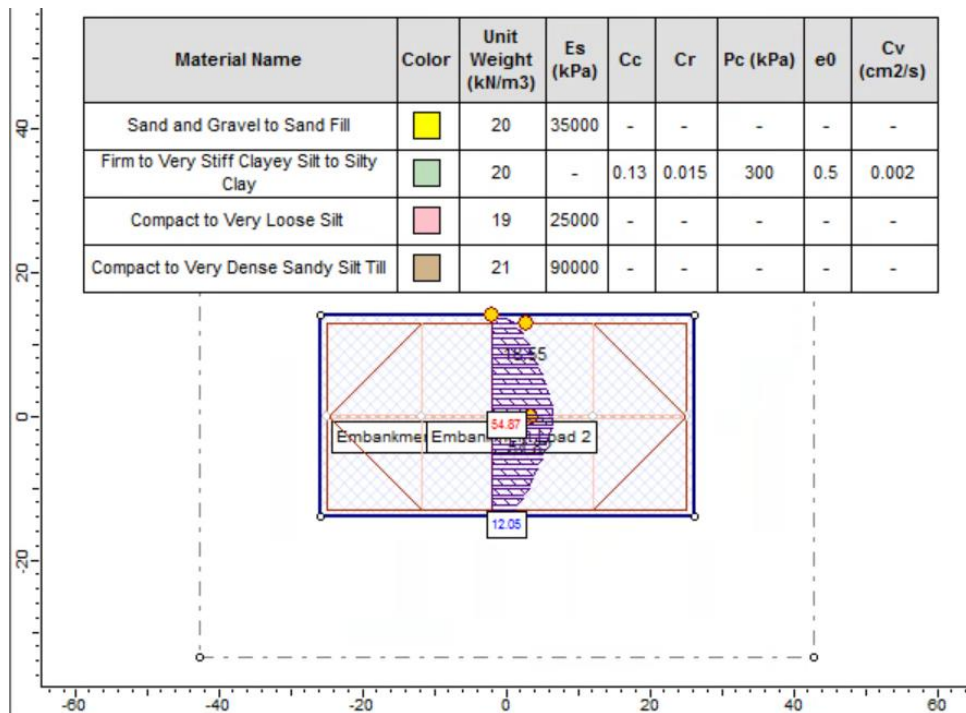 Material Name Color Unit Weight (kN/m3) Es (kPa) Cc Cr Pc (kPa) e0 Cv (cm2/s)
Sand and Gravel to Sand Fill 20 35000 - - - - -
Firm to Very Stiff Clayey Silt to Silty Clay 20 - 0.13 0.015 300 0.5 0.002
Compact to Very Loose Silt 19 25000 - - - - -
Compact to Very Dense Sandy Silt Till 21 90000 - - - - -
40
20
0
-20
54.87
12.05
-60 -40 -20 0 20 40 60